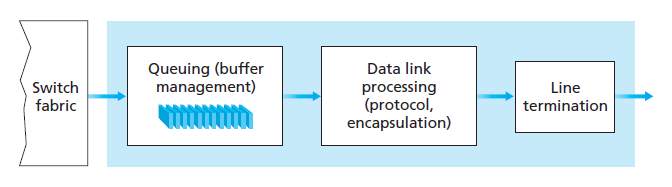 Switch
fabric
Queuing (buffer
management)
Data link
processing
(protocol,
encapsulation)
Line
termination